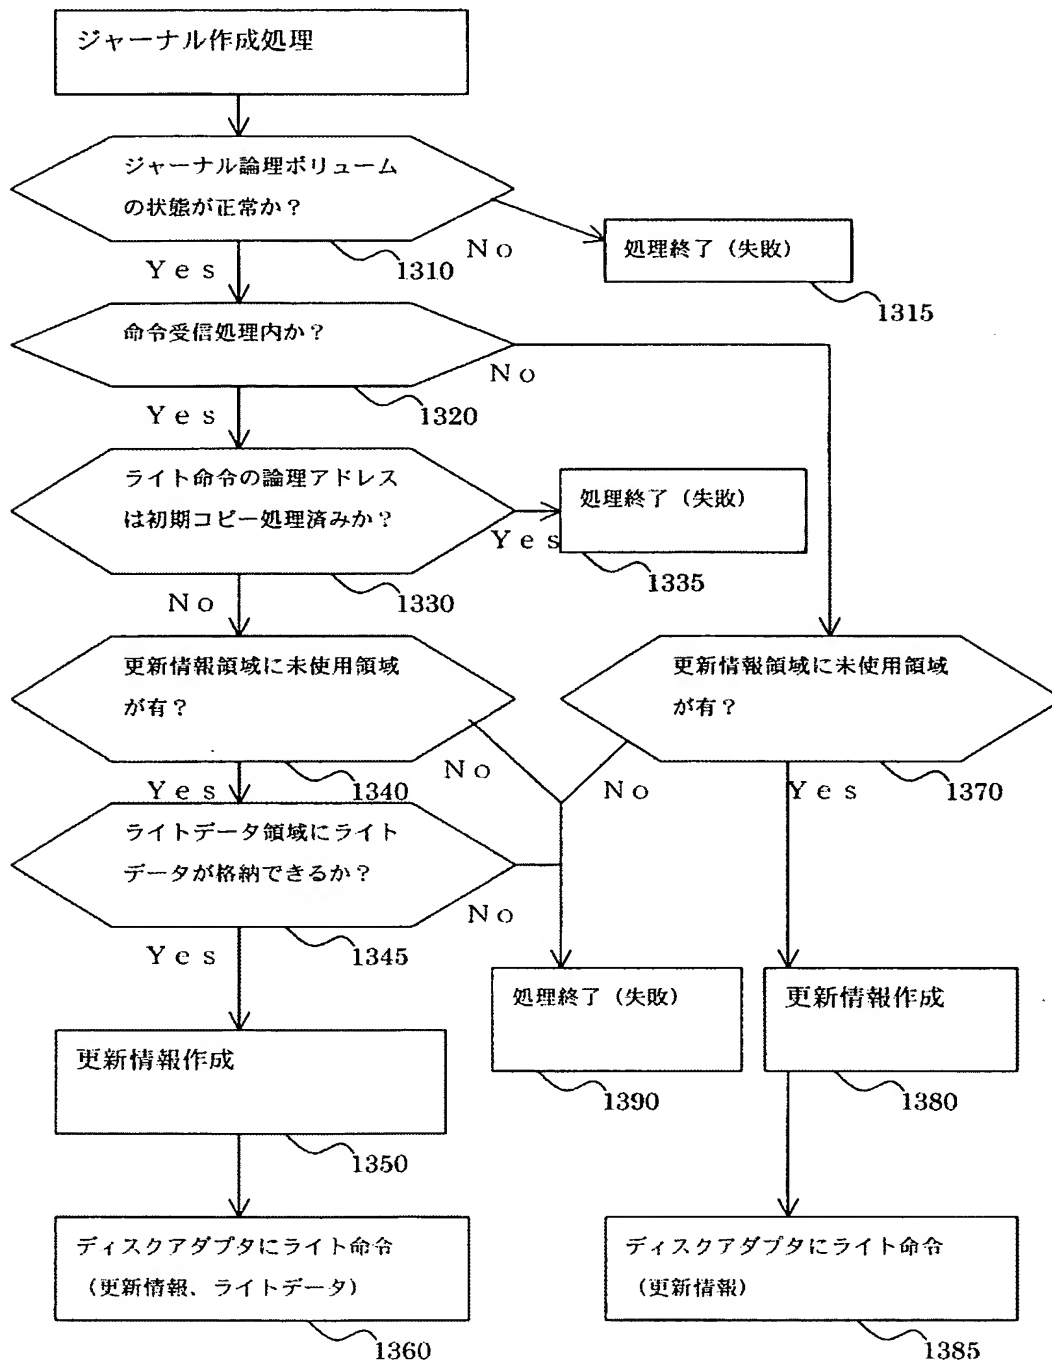 ジャーナル作成処理
ジャーナル論理ボリューム
の状態が正常か？
No
Yes
1310
処理終了（失敗）
1315
命令受信処理内か？
No
Yes
1320
ライト命令の論理アドレス
は初期コピー処理済みか？
Yes
処理終了（失敗）
1335
No
1330
更新情報領域に未使用領域
が有？
更新情報領域に未使用領域
が有？
No
No
Yes
1340
Yes
1370
ライトデータ領域にライト
データが格納できるか？
No
Yes
1345
処理終了（失敗）
1390
更新情報作成
1380
更新情報作成
1350
ディスクアダプタにライト命令
（更新情報、ライトデータ）
1360
ディスクアダプタにライト命令
（更新情報）
1385